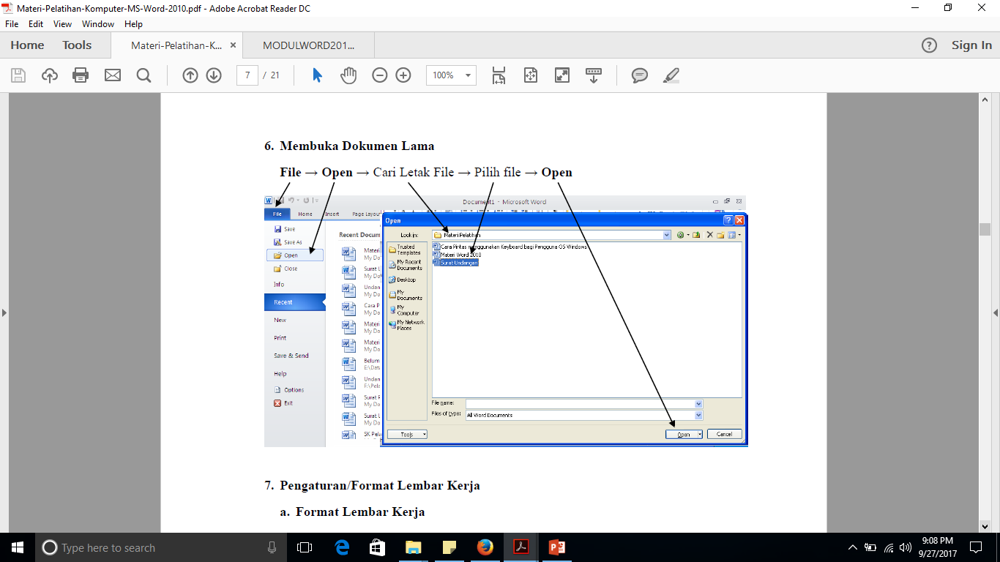 Materi-Pelatihan-Komputer-MS-Word-2010.pdf - Adobe Acrobat Reader DC
File Edit View Window Help
Home Tools Materi-Pelatihan-K... × MODULWORD201... ? Sign In
7 / 21 100%
6. Membuka Dokumen Lama
File → Open → Cari Letak File → Pilih file → Open
Document1 - Microsoft Word
File Home Insert Page Layou
Save
Save As
Open
Close
Info
Recent
New
Print
Save & Send
Help
Options
Exit
Recent Docum
Materi
My Do
Surat U
My Do
Undan
My Do
Cara P
My Do
Materi
My Do
Materi
My Do
Belum
E:\Data
Undan
F:\Pela
Surat P
My Do
Surat U
My Do
SK Pela
Open
Look in: Materi Pelatihan
Trusted Templates
My Recent Documents
Desktop
My Documents
My Computer
My Network Places
Cara Pintas menggunakan Keyboard bagi Pengguna OS Windows
Materi Word 2010
Surat Undangan
File name:
Files of type: All Word Documents
Tools Open Cancel
7. Pengaturan/Format Lembar Kerja
a. Format Lembar Kerja
Type here to search
9:08 PM
9/27/2017